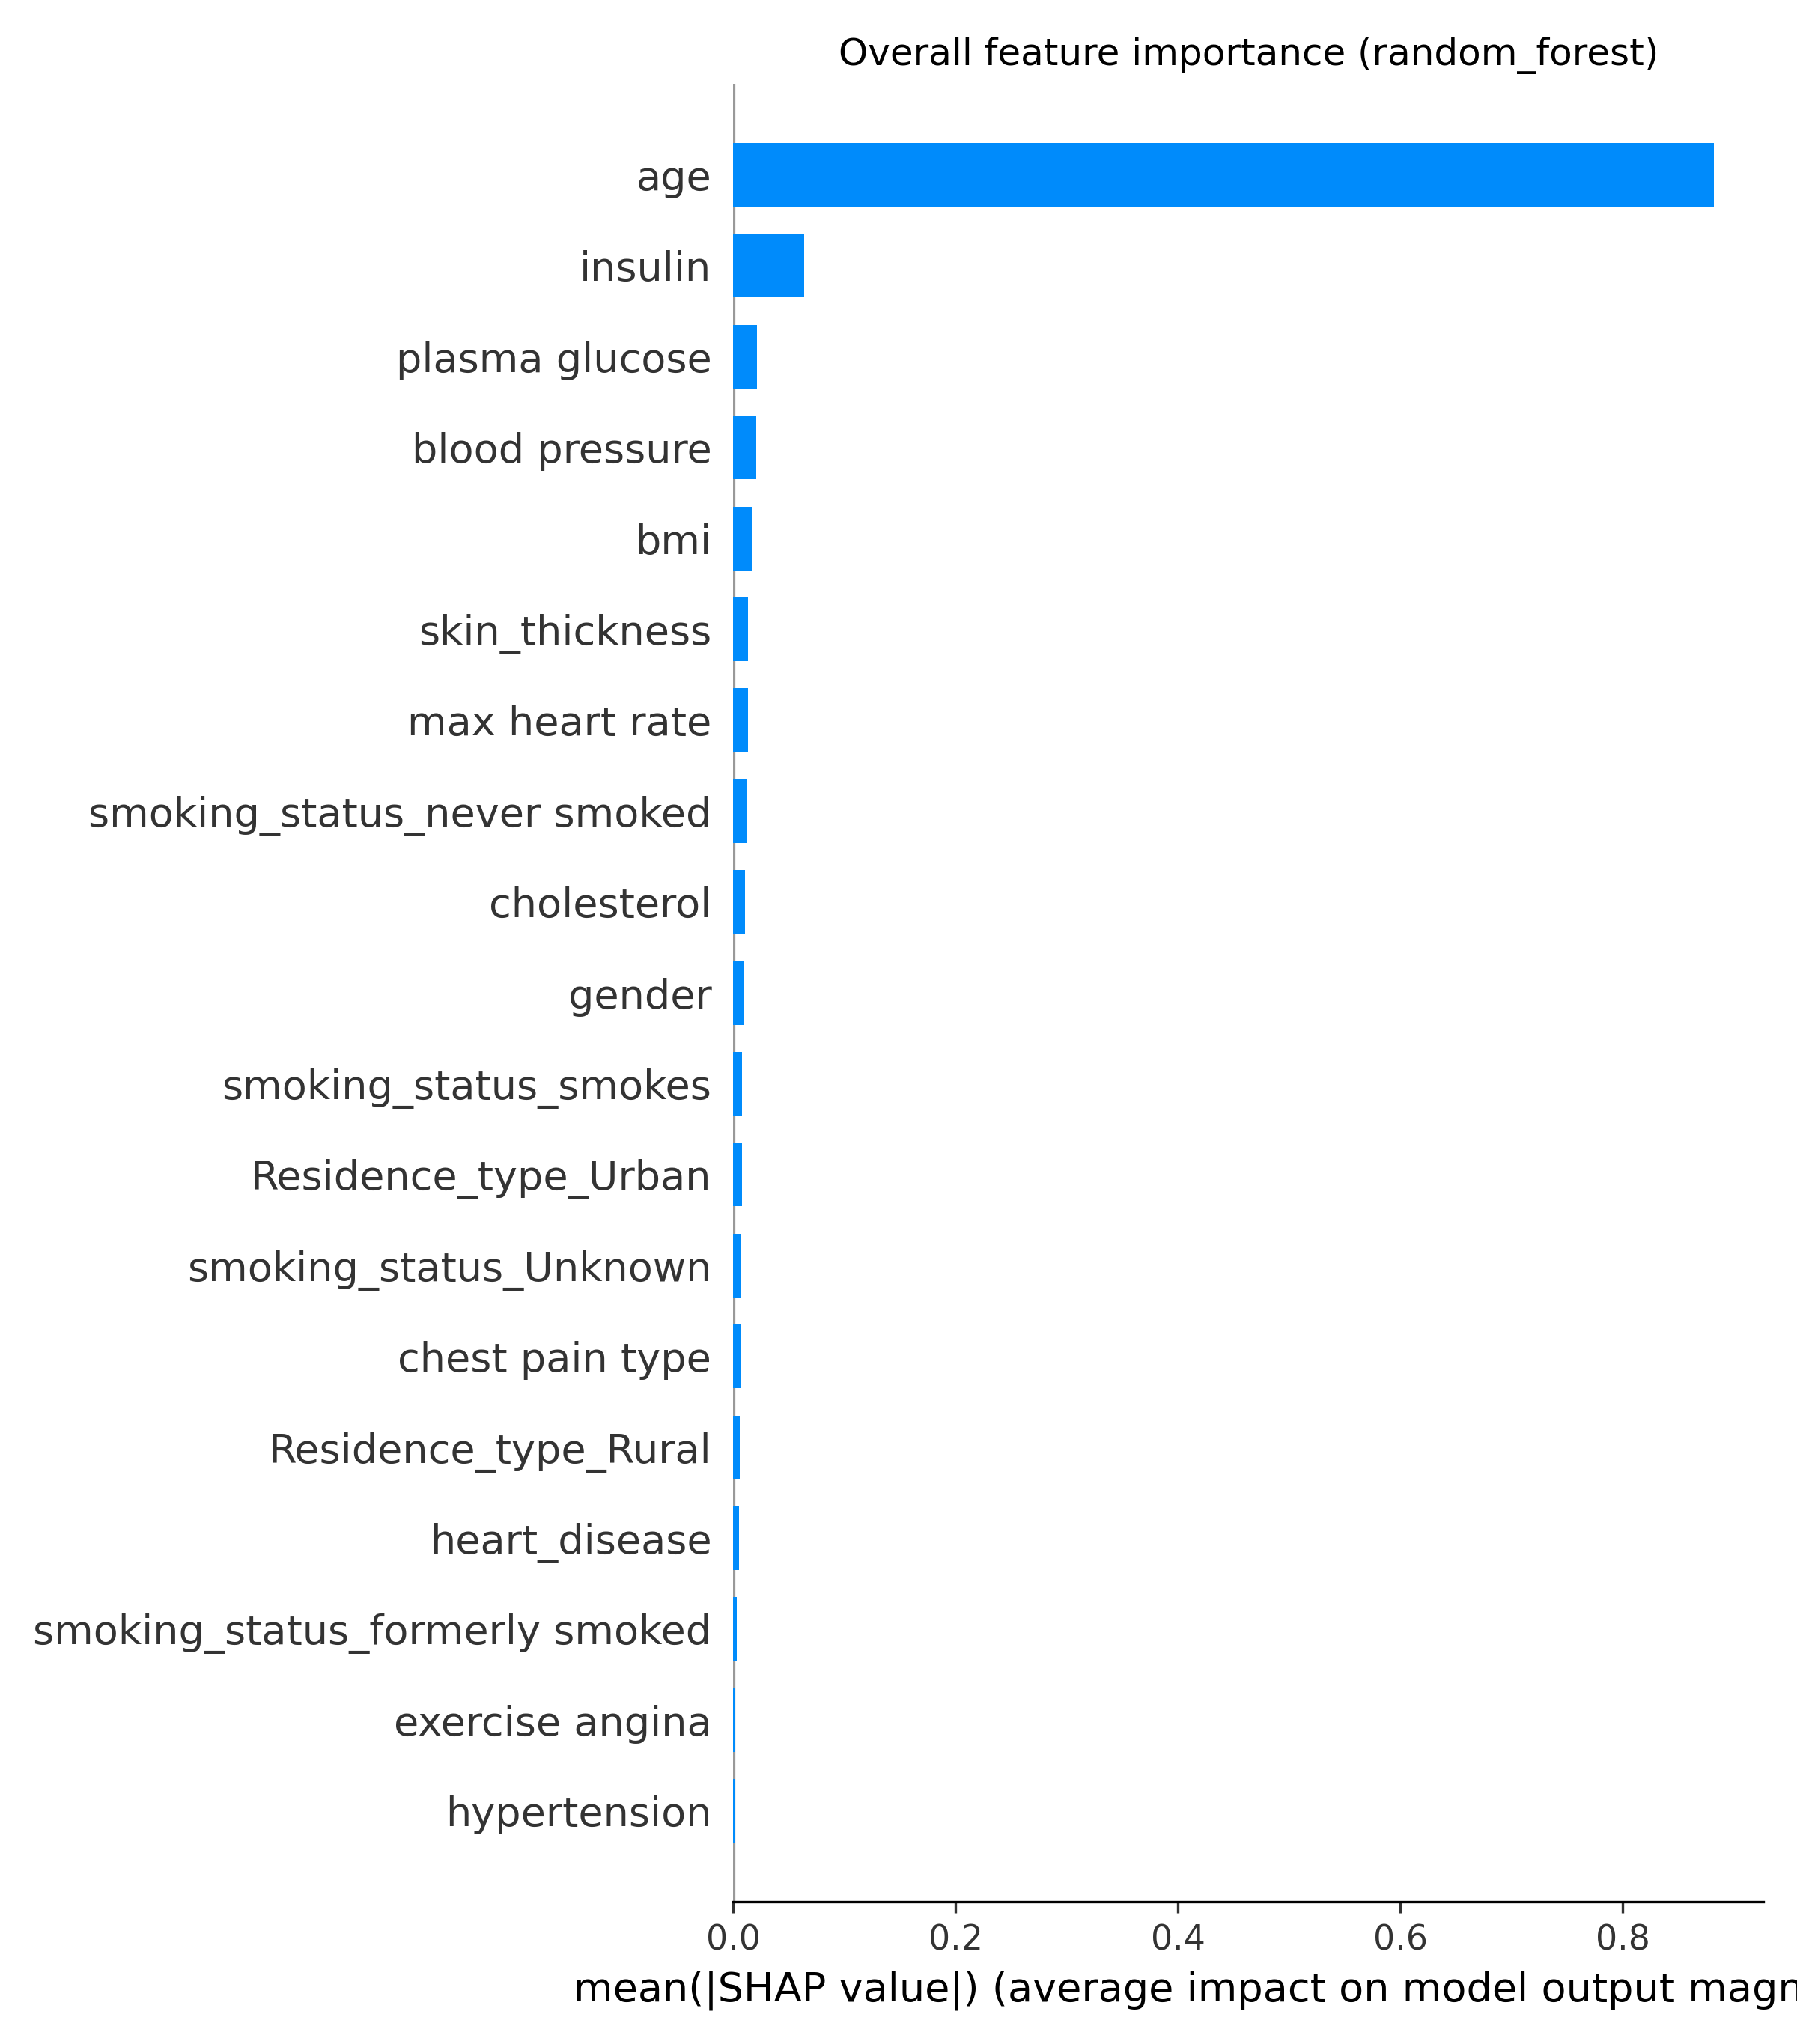 Overall feature importance (random_forest)
age
insulin
plasma glucose
blood pressure
bmi
skin_thickness
max heart rate
smoking_status_never smoked
cholesterol
gender
smoking_status_smokes
Residence_type_Urban
smoking_status_Unknown
chest pain type
Residence_type_Rural
heart_disease
smoking_status_formerly smoked
exercise angina
hypertension
0.0 0.2 0.4 0.6 0.8
mean(|SHAP value|) (average impact on model output magn